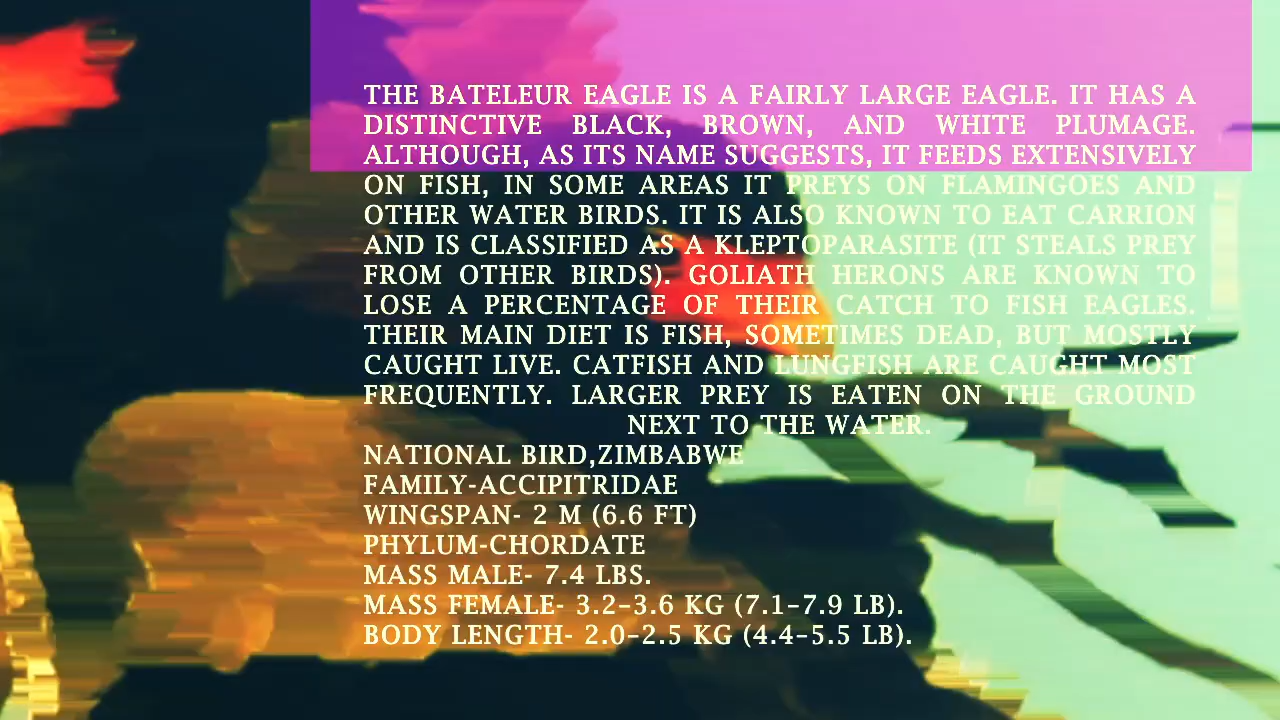 THE BATELEUR EAGLE IS A FAIRLY LARGE EAGLE. IT HAS A
DISTINCTIVE BLACK, BROWN, AND WHITE PLUMAGE.
ALTHOUGH, AS ITS NAME SUGGESTS, IT FEEDS EXTENSIVELY
ON FISH, IN SOME AREAS IT PREYS ON FLAMINGOES AND
OTHER WATER BIRDS. IT IS ALSO KNOWN TO EAT CARRION
AND IS CLASSIFIED AS A KLEPTOPARASITE (IT STEALS PREY
FROM OTHER BIRDS). GOLIATH HERONS ARE KNOWN TO
LOSE A PERCENTAGE OF THEIR CATCH TO FISH EAGLES.
THEIR MAIN DIET IS FISH, SOMETIMES DEAD, BUT MOSTLY
CAUGHT LIVE. CATFISH AND LUNGFISH ARE CAUGHT MOST
FREQUENTLY. LARGER PREY IS EATEN ON THE GROUND
NEXT TO THE WATER.
NATIONAL BIRD,ZIMBABWE
FAMILY-ACCIPITRIDAE
WINGSPAN- 2 M (6.6 FT)
PHYLUM-CHORDATE
MASS MALE- 7.4 LBS.
MASS FEMALE- 3.2–3.6 KG (7.1–7.9 LB).
BODY LENGTH- 2.0–2.5 KG (4.4–5.5 LB).